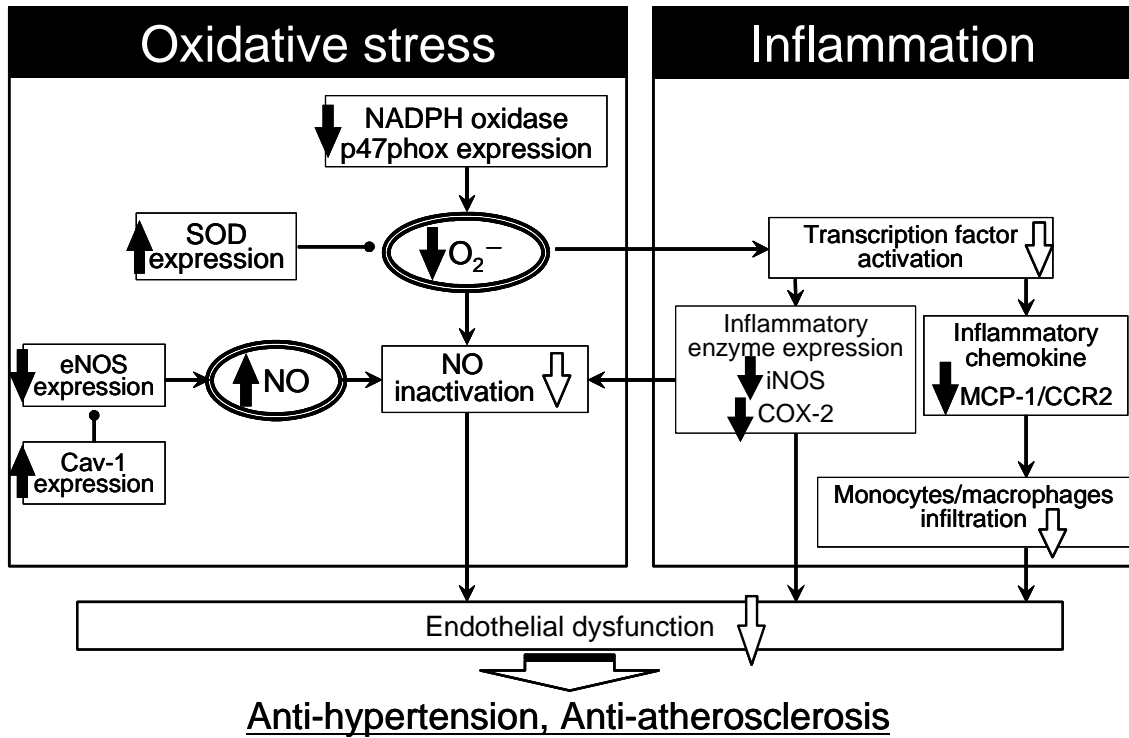 Oxidative stress
Inflammation
NADPH oxidase
p47phox expression
SOD
expression
O₂⁻
Transcription factor
activation
eNOS
expression
NO
NO
inactivation
Inflammatory
enzyme expression
iNOS
COX-2
Inflammatory
chemokine
MCP-1/CCR2
Cav-1
expression
Monocytes/macrophages
infiltration
Endothelial dysfunction
Anti-hypertension, Anti-atherosclerosis